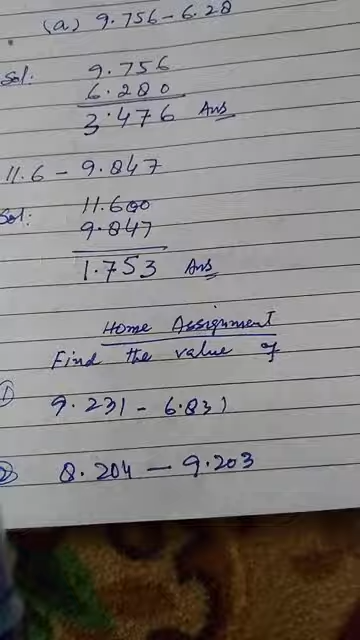 (a) 9.756 - 6.28
Sol: 9.756
6.280
3.476 Ans
11.6 - 9.847
Sol: 11.600
9.847
1.753 Ans
Home Assignment
Find the value of
① 9.231 - 6.831
② 8.204 - 9.203